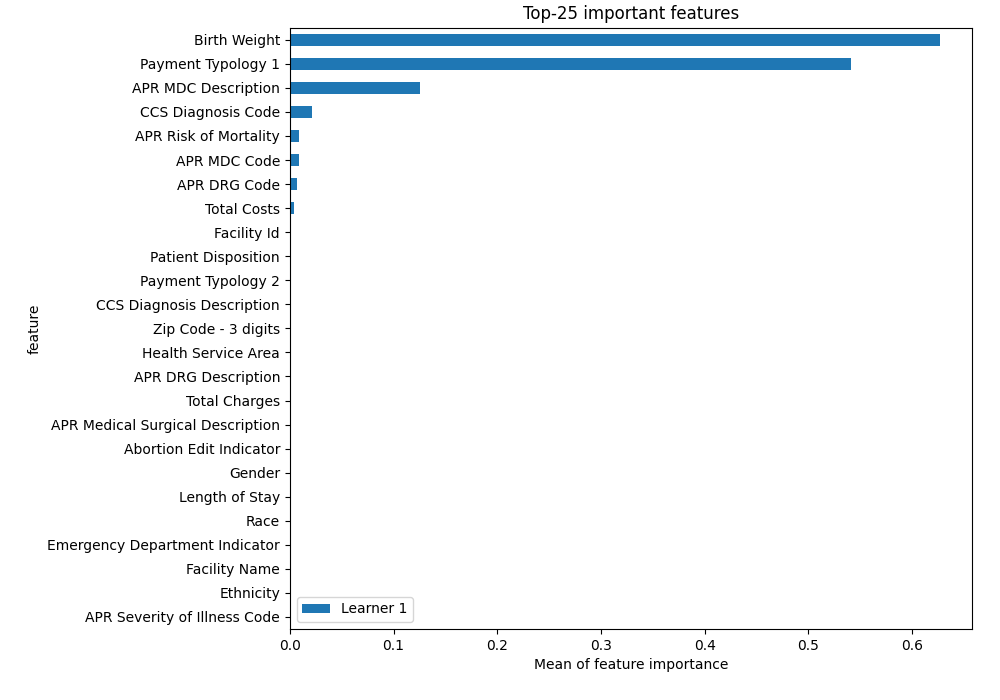 Top-25 important features
Birth Weight
Payment Typology 1
APR MDC Description
CCS Diagnosis Code
APR Risk of Mortality
APR MDC Code
APR DRG Code
Total Costs
Facility Id
Patient Disposition
Payment Typology 2
CCS Diagnosis Description
Zip Code - 3 digits
Health Service Area
APR DRG Description
Total Charges
APR Medical Surgical Description
Abortion Edit Indicator
Gender
Length of Stay
Race
Emergency Department Indicator
Facility Name
Ethnicity
APR Severity of Illness Code
feature
Learner 1
0.0 0.1 0.2 0.3 0.4 0.5 0.6
Mean of feature importance